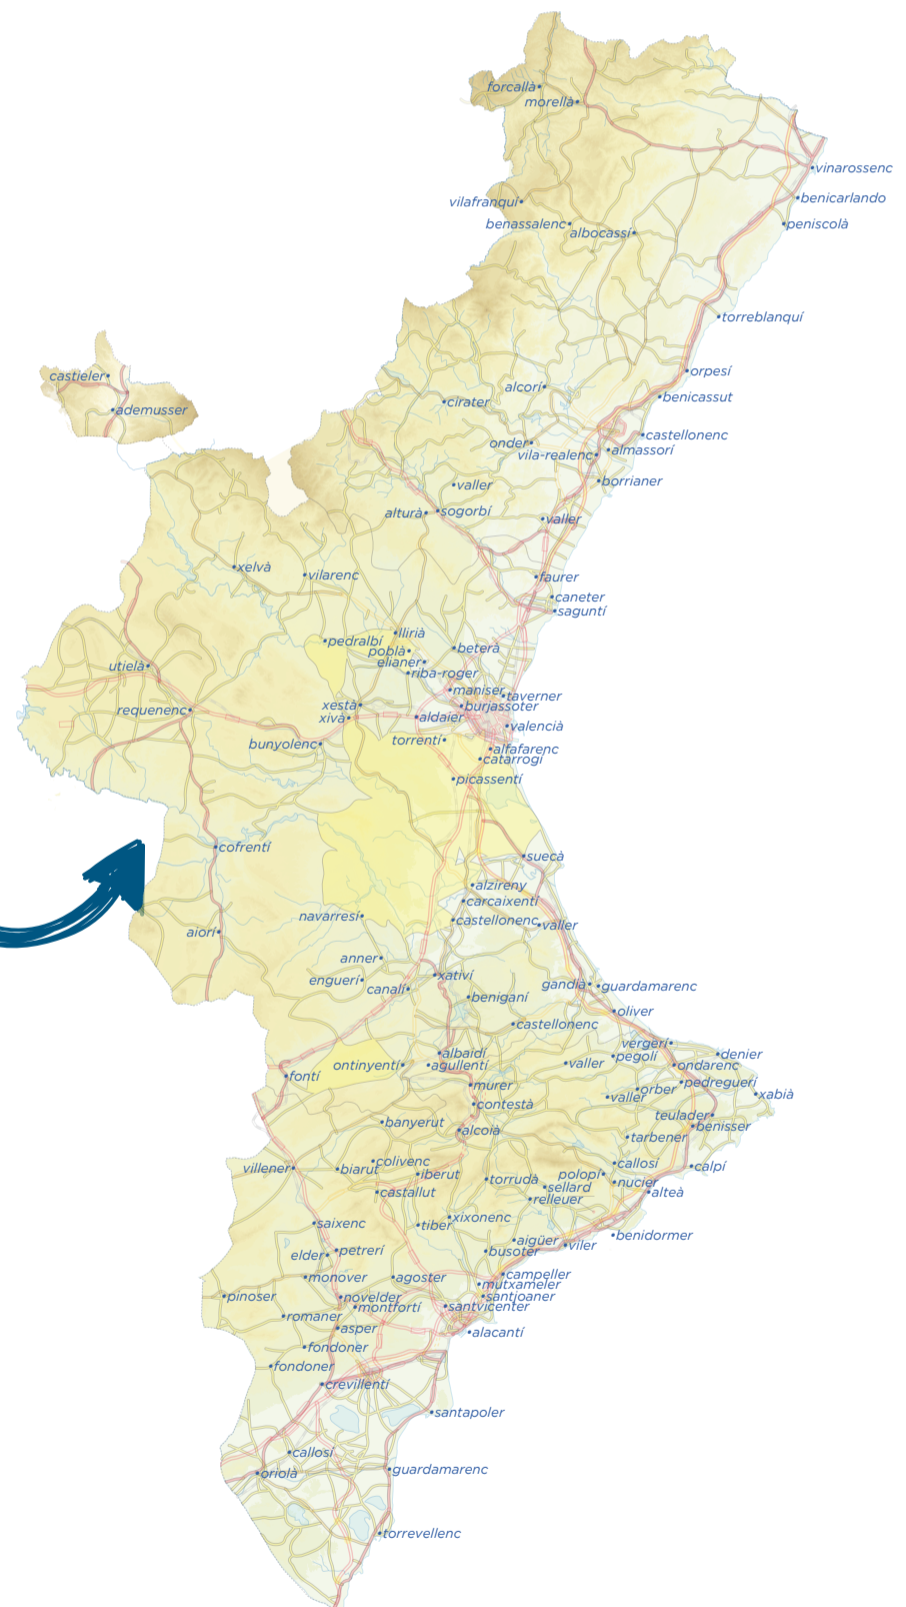 forcallà
morellà
vinarossenc
benicarlando
vilafranquí
benassalenc
peniscolà
albocassí
torreblanquí
orpesí
castieler
alcorí
benicassut
cirater
ademusser
castellonenc
onder
almassorí
vila-realenc
borrianer
valler
sogorbí
alturà
valler
xelvà
vilarenc
faurer
caneter
saguntí
llirià
pedralbí
beterà
poblà
elianer
utielà
riba-roger
maniser
taverner
xestà
burjassoter
requenenc
xivà
aldaier
valencià
torrentí
bunyolenc
alfafarenc
catarrogí
picassentí
cofrentí
suecà
alzireny
carcaixentí
navarresí
castellonenc
valler
aiorí
anner
xativí
enguerí
gandià
guardamarenc
canalí
beniganí
oliver
castellonenc
vergerí
albaidí
denier
pegolí
ontinyentí
agullentí
valler
ondarenc
fontí
pedreguerí
murer
orber
xabià
valler
contestà
teulader
banyerut
benisser
alcoià
tarbener
colivenc
callosí
calpí
villener
biarut
iberut
polopí
torrudà
nucier
sellard
castallut
alteà
relleuer
xixonenc
saixenc
tiber
benidormer
aigüer
viler
petrerí
busoter
elder
campeller
monover
agoster
mutxameler
pinoser
novelder
santjoaner
montfortí
santvicenter
romaner
asper
alacantí
fondoner
fondoner
crevillentí
santapoler
callosí
guardamarenc
oriolà
torrevellenc